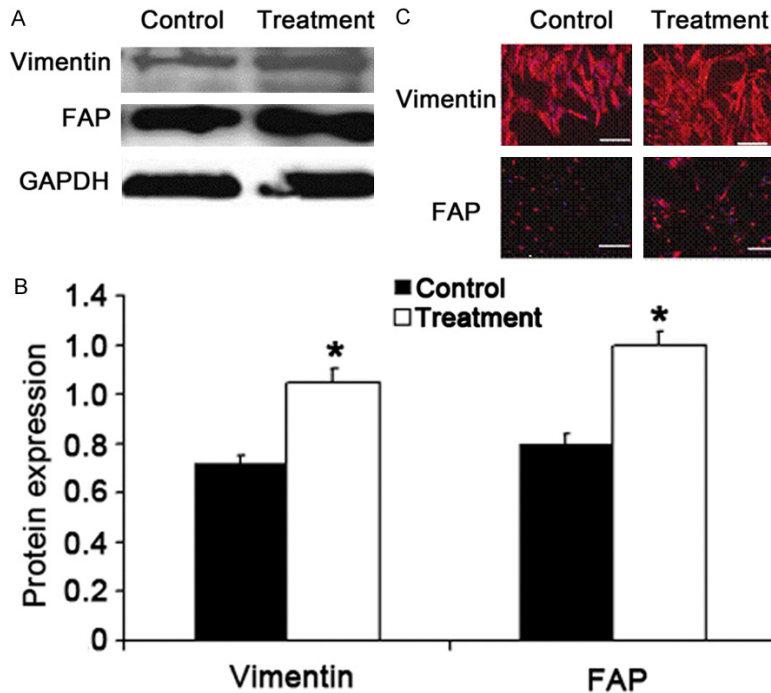 A
Control Treatment
Vimentin
FAP
GAPDH
C
Control Treatment
Vimentin
FAP
B
Protein expression
1.4
1.0
1.0
0.8
0.6
0.4
0.2
0
Control
Treatment
*
*
Vimentin
FAP